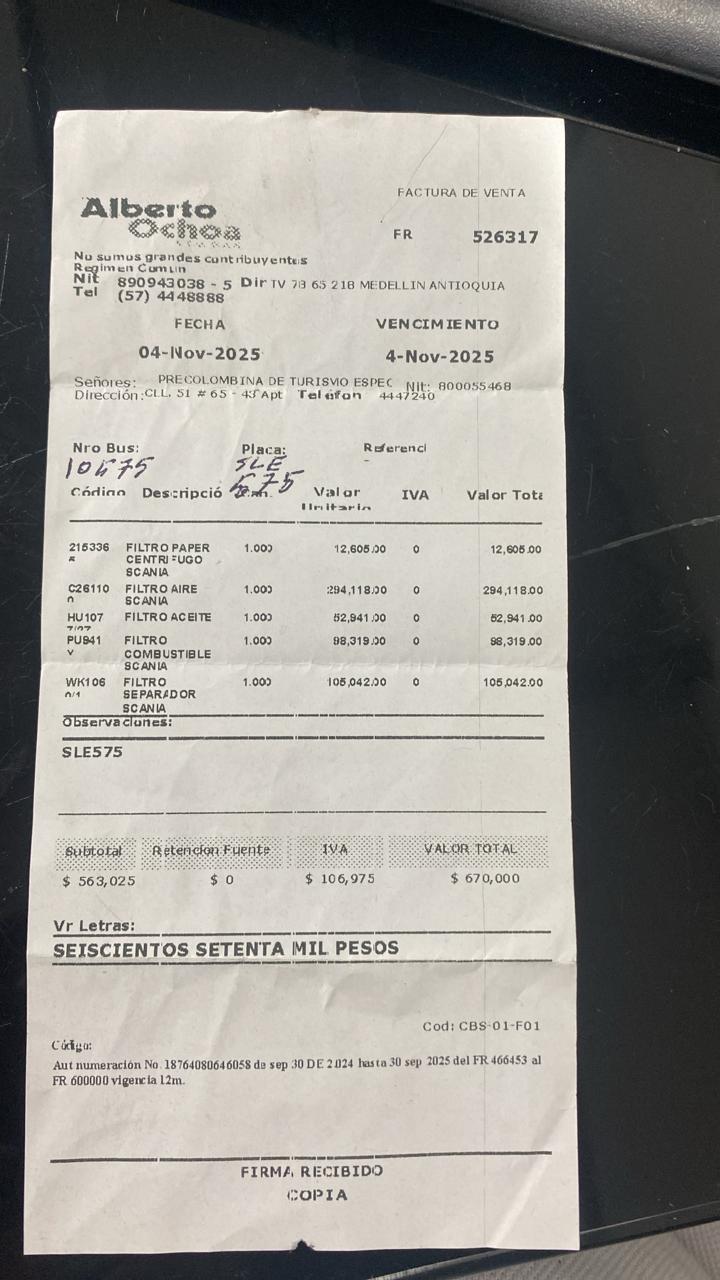 FACTURA DE VENTA
Alberto
Ochoa
FR 526317
No sumos grandes contribuyentes
Regimen Comun
Nit 890943038 - 5 Dir TV 78 65 218 MEDELLIN ANTIOQUIA
Tel (57) 4448888
FECHA VENCIMIENTO
04-Nov-2025 4-Nov-2025
Señores: PRECOLOMBINA DE TURISMO ESPEC Nit: 800055468
Dirección: CLL. 51 # 65 - 43 Apt Teléfon 4447240
Nro Bus: Placa: Referenci
10575 SLE -
575
Código Descripció Can. Valor IVA Valor Tota
Unitario
215336 FILTRO PAPER 1.000 12,605.00 0 12,605.00
CENTRIFUGO
SCANIA
C26110 FILTRO AIRE 1.000 294,118.00 0 294,118.00
0 SCANIA
HU107 FILTRO ACEITE 1.000 52,941.00 0 52,941.00
PU941 FILTRO 1.000 98,319.00 0 98,319.00
COMBUSTIBLE
SCANIA
WK106 FILTRO 1.000 105,042.00 0 105,042.00
SEPARADOR
SCANIA
Observaciones:
SLE575
Subtotal Retencion Fuente IVA VALOR TOTAL
$ 563,025 $ 0 $ 106,975 $ 670,000
Vr Letras:
SEISCIENTOS SETENTA MIL PESOS
Cod: CBS-01-F01
Código:
Aut numeración No. 18764080646058 de sep 30 DE 2024 hasta 30 sep 2025 del FR 466453 al
FR 600000 vigencia 12m.
FIRMA RECIBIDO
COPIA